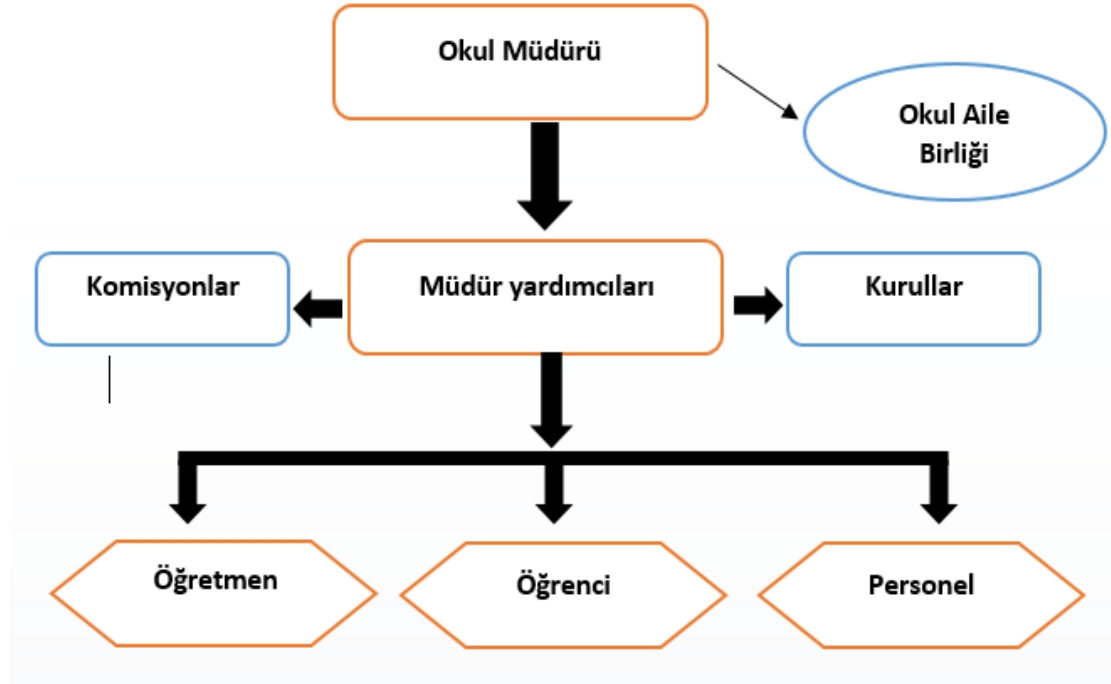 Okul Müdürü
Okul Aile
Birliği
Komisyonlar
Müdür yardımcıları
Kurullar
Öğretmen
Öğrenci
Personel